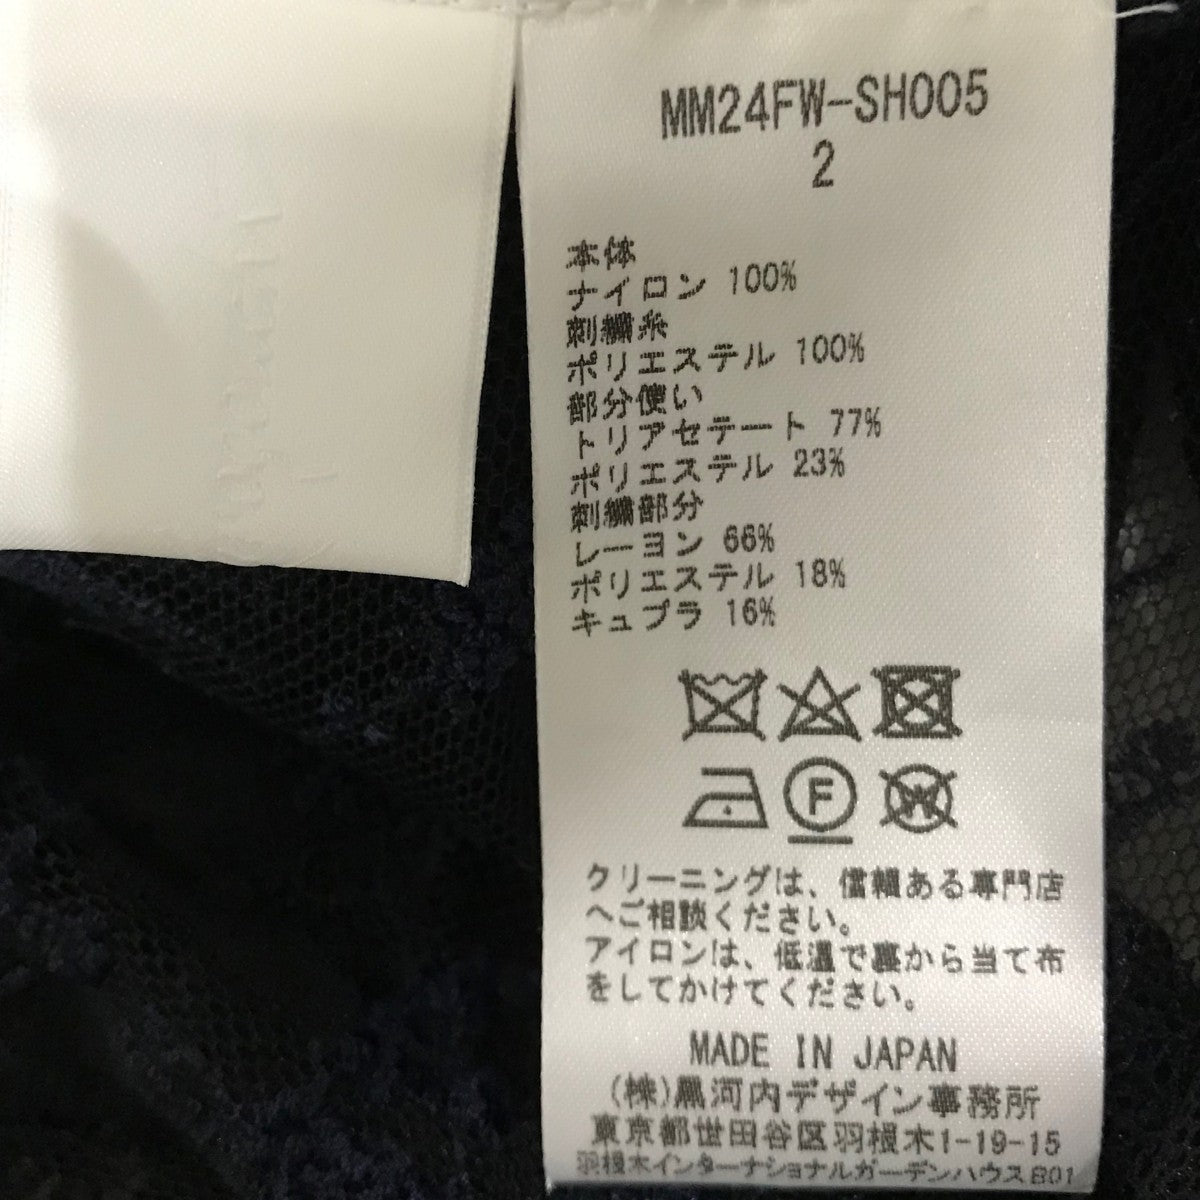 MM24FW-SH005
2
本体
ナイロン 100%
刺繍糸
ポリエステル 100%
部分使い
トリアセテート 77%
ポリエステル 23%
刺繍部分
レーヨン 66%
ポリエステル 18%
キュプラ 16%
F
W
クリーニングは、信頼ある専門店
へご相談ください。
アイロンは、低温で裏から当て布
をしてかけてください。
MADE IN JAPAN
(株)黒河内デザイン事務所
東京都世田谷区羽根木1-19-15
羽根木インターナショナルガーデンハウスB01